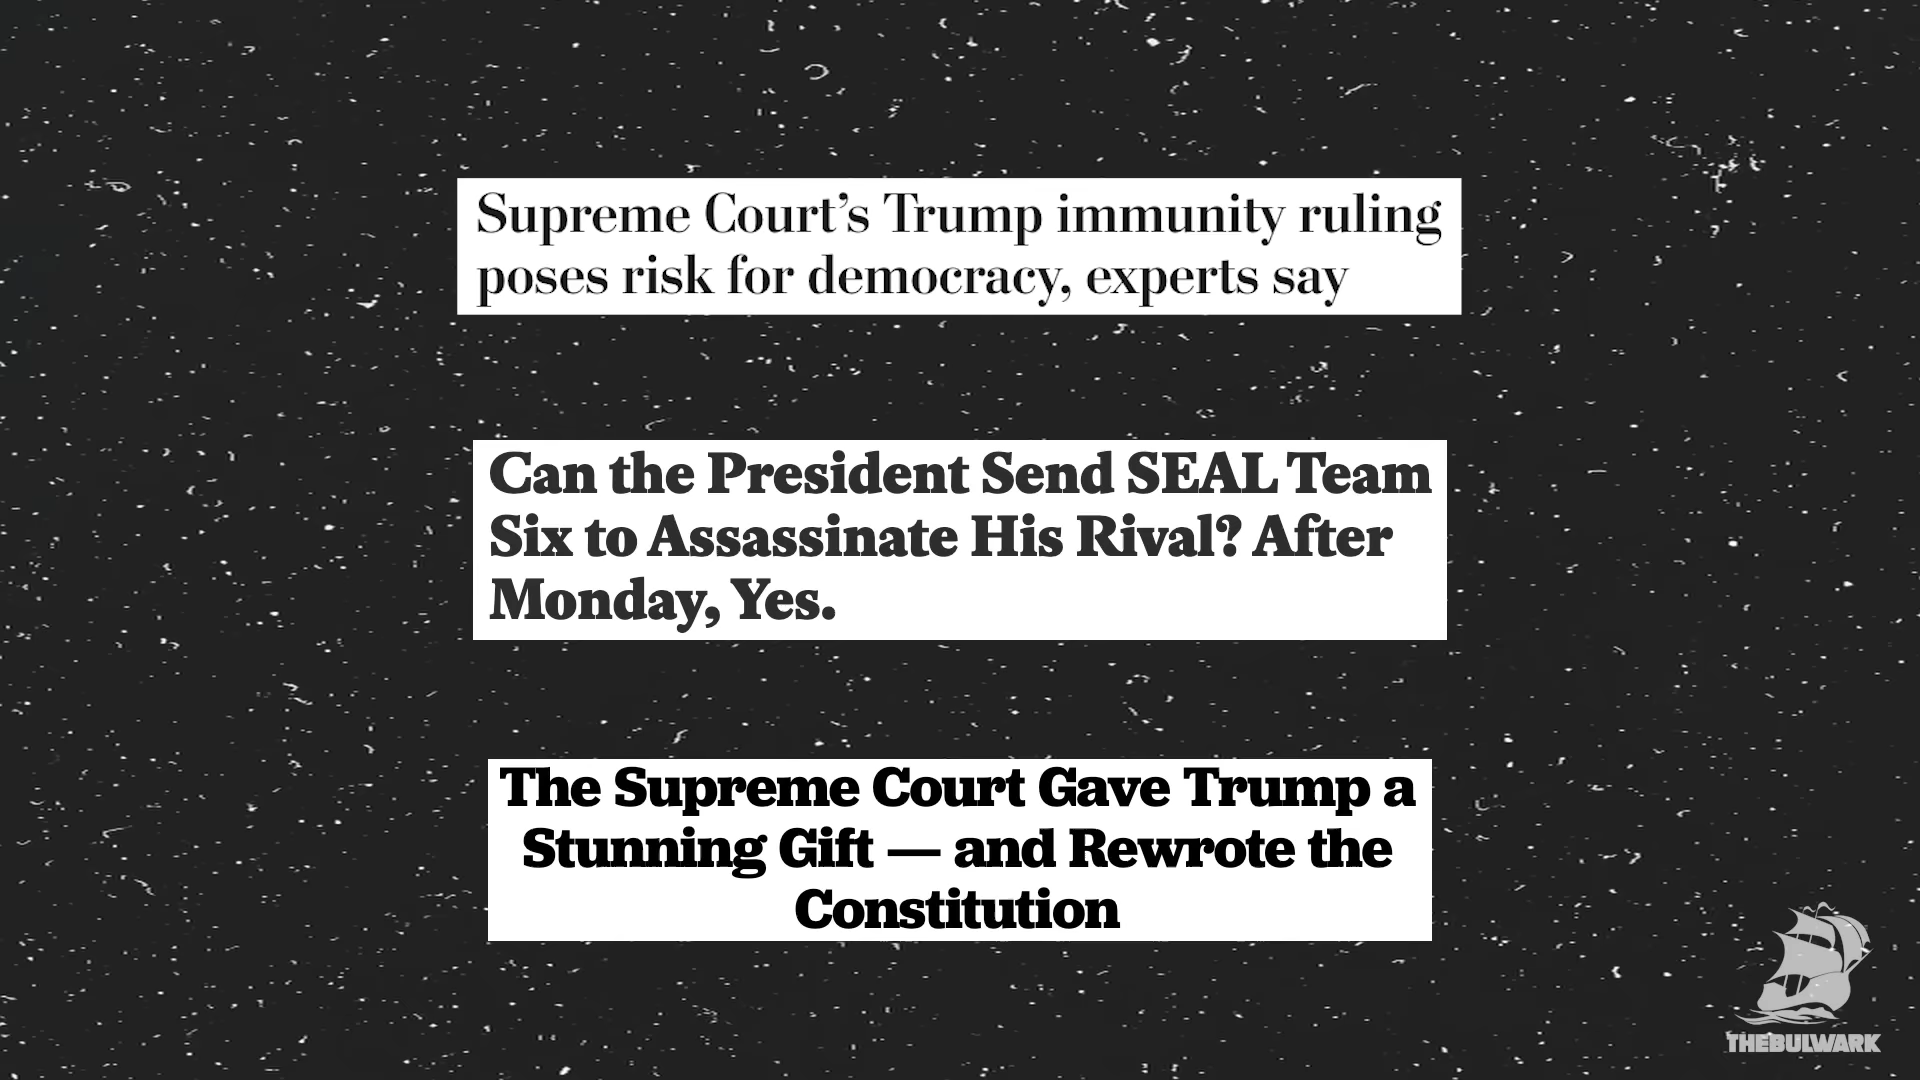 Supreme Court’s Trump immunity ruling
poses risk for democracy, experts say
Can the President Send SEAL Team
Six to Assassinate His Rival? After
Monday, Yes.
The Supreme Court Gave Trump a
Stunning Gift — and Rewrote the
Constitution
THEBULWARK